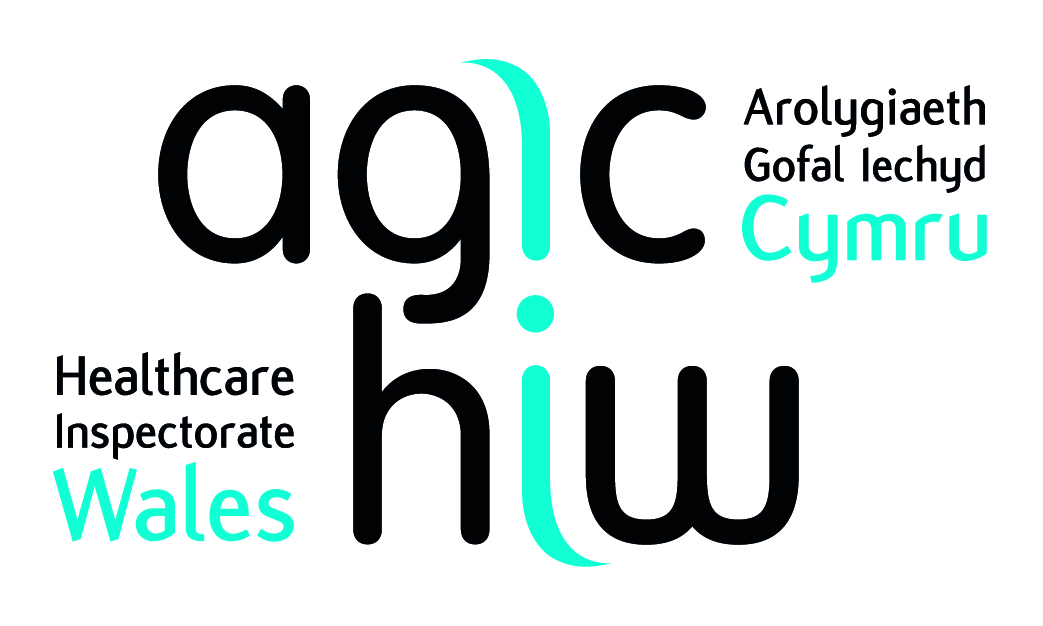 agic
Arolygiaeth
Gofal Iechyd
Cymru
Healthcare
Inspectorate
Wales
hiw